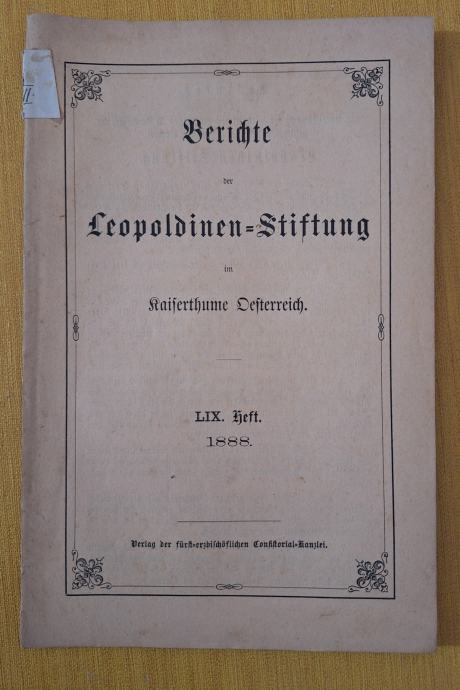 Berichte
der
Leopoldinen-Stiftung
im
Kaiserthume Oesterreich.
LIX. Heft.
1888.
Verlag der fürst-erzbischöflichen Consistorial-Kanzlei.